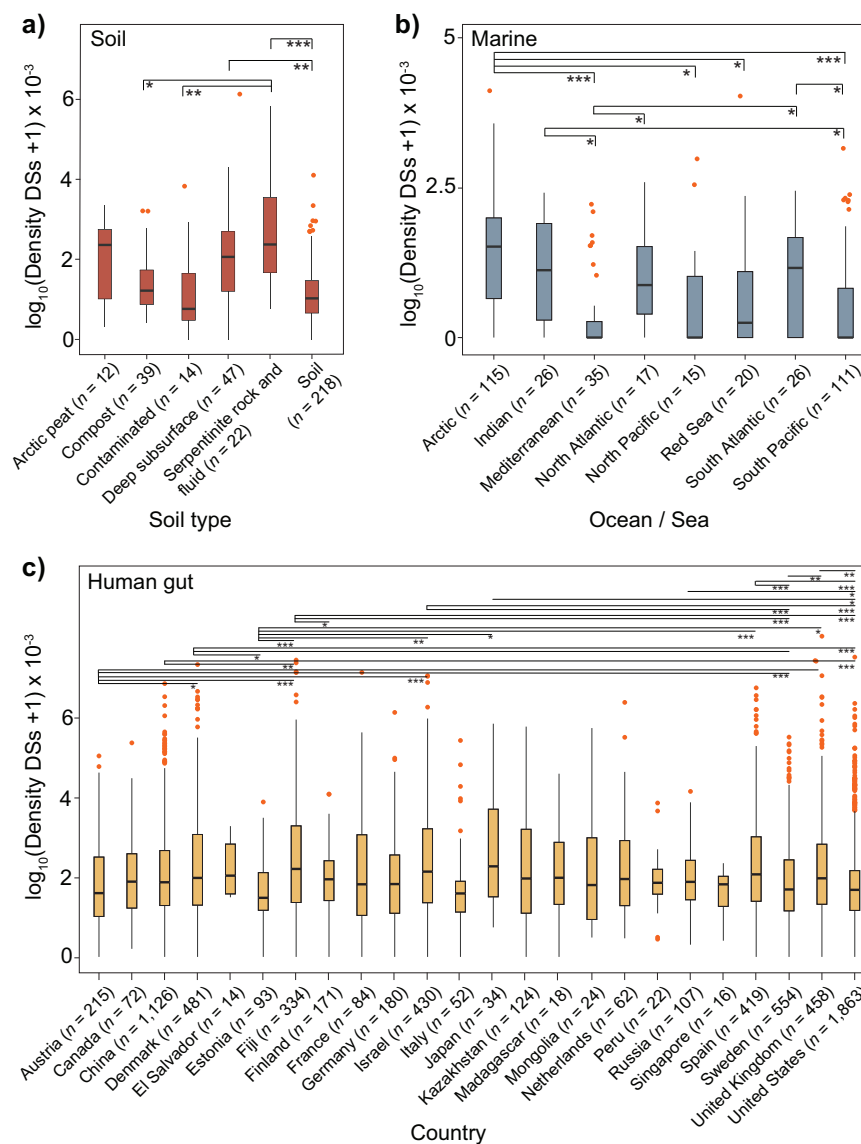 a)
Soil
log₁₀(Density DSs +1) x 10⁻³
6
4
2
0
***
**
*
**
Arctic peat (n = 12)
Compost (n = 39)
Contaminated (n = 14)
Deep subsurface (n = 47)
Serpentinite rock and
fluid (n = 22)
Soil
(n = 218)
Soil type
b)
Marine
log₁₀(Density DSs +1) x 10⁻³
5
2.5
0
***
*
*
***
*
*
*
*
*
Arctic (n = 115)
Indian (n = 26)
Mediterranean (n = 35)
North Atlantic (n = 17)
North Pacific (n = 15)
Red Sea (n = 20)
South Atlantic (n = 26)
South Pacific (n = 111)
Ocean / Sea
c)
Human gut
log₁₀(Density DSs +1) x 10⁻³
6
4
2
0
**
**
***
***
*
*
***
***
*
***
***
*
*
***
**
***
*
***
**
***
***
***
*
Austria (n = 215)
Canada (n = 72)
China (n = 1,126)
Denmark (n = 481)
El Salvador (n = 14)
Estonia (n = 93)
Fiji (n = 334)
Finland (n = 171)
France (n = 84)
Germany (n = 180)
Israel (n = 430)
Italy (n = 52)
Japan (n = 34)
Kazakhstan (n = 124)
Madagascar (n = 18)
Mongolia (n = 24)
Netherlands (n = 62)
Peru (n = 22)
Russia (n = 107)
Singapore (n = 16)
Spain (n = 419)
Sweden (n = 554)
United Kingdom (n = 458)
United States (n = 1,863)
Country